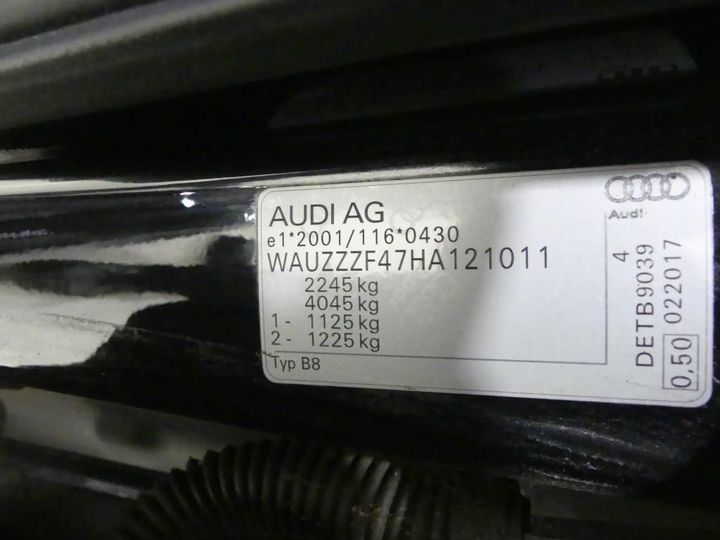 AUDI AG
e1*2001/116*0430
WAUZZZF47HA121011
2245 kg
4045 kg
1 - 1125 kg
2 - 1225 kg
Typ B8
Audi
4
DETB9039
022017
0,50